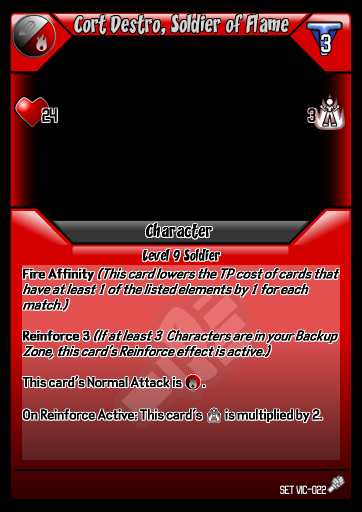 Cort Destro, Soldier of Flame
3
24
3
Character
Level 9 Soldier
Fire Affinity (This card lowers the TP cost of cards that
have at least 1 of the listed elements by 1 for each
match.)
Reinforce 3 (If at least 3 Characters are in your Backup
Zone, this card's Reinforce effect is active.)
This card's Normal Attack is .
On Reinforce Active: This card's is multiplied by 2.
SET VIC-022